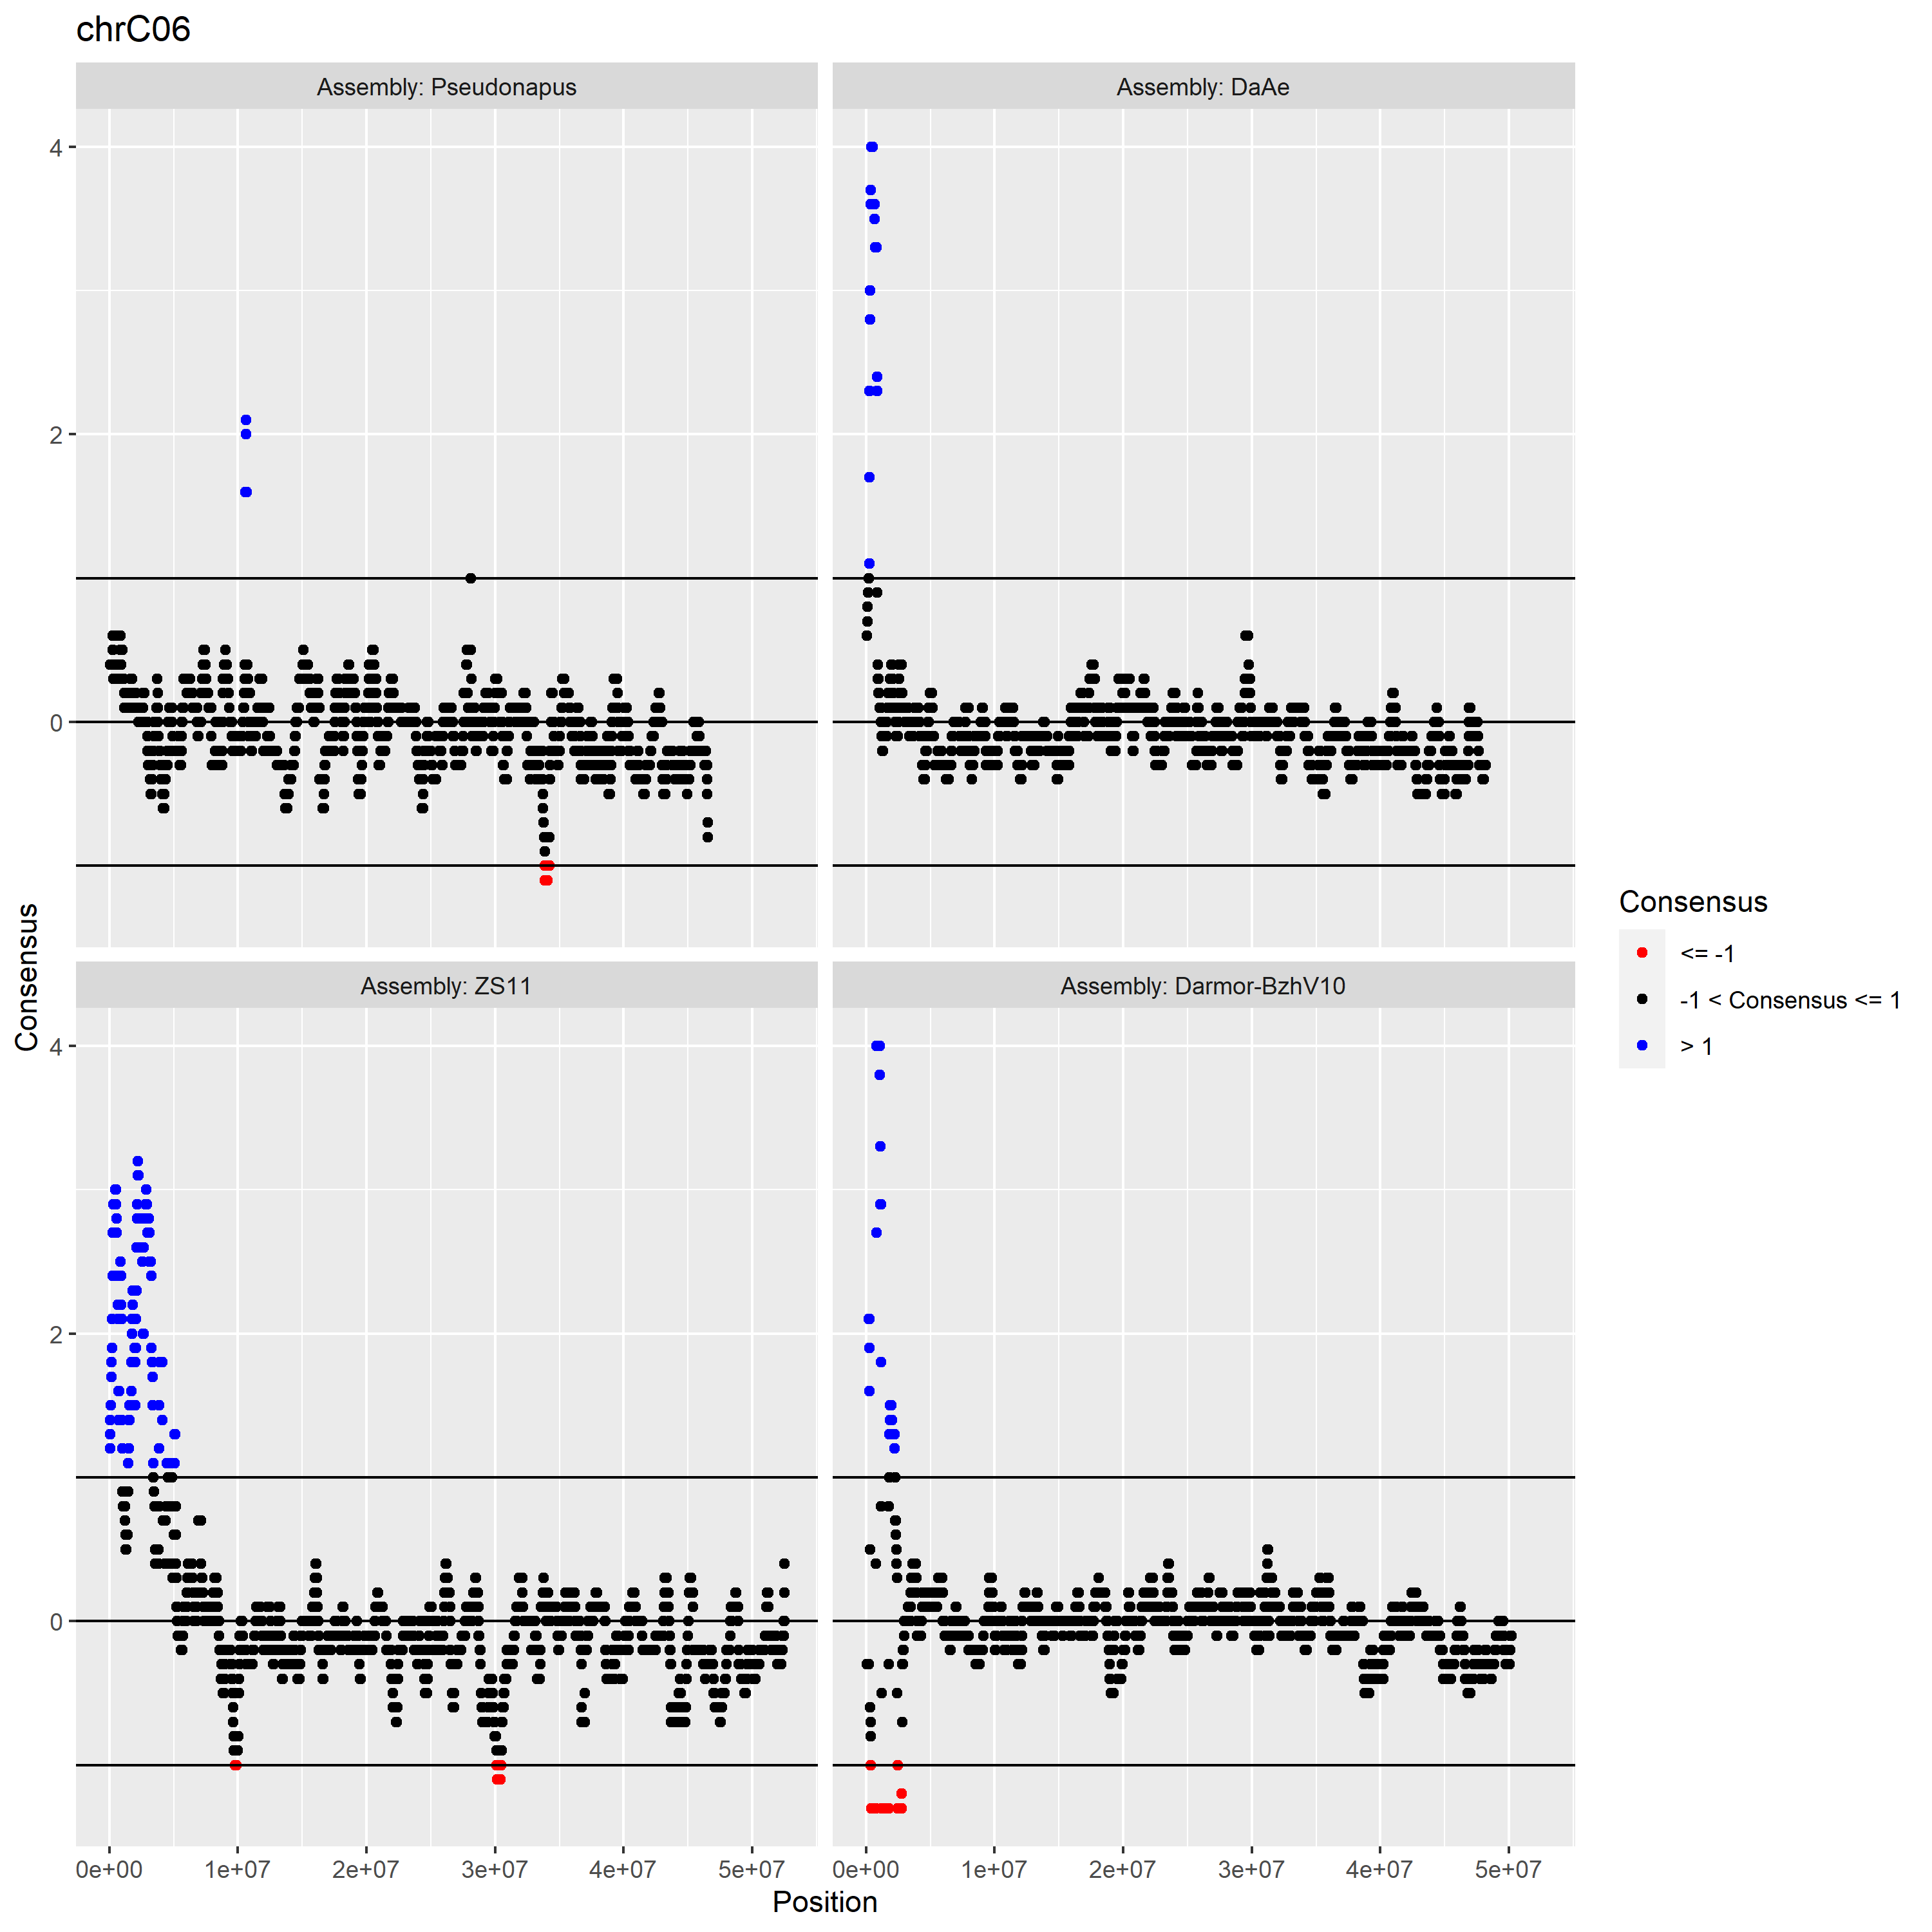 chrC06
Assembly: Pseudonapus
Assembly: DaAe
4
2
0
Consensus
Assembly: ZS11
Assembly: Darmor-BzhV10
4
2
0
0e+00 1e+07 2e+07 3e+07 4e+07 5e+07
0e+00 1e+07 2e+07 3e+07 4e+07 5e+07
Position
Consensus
<= -1
-1 < Consensus <= 1
> 1